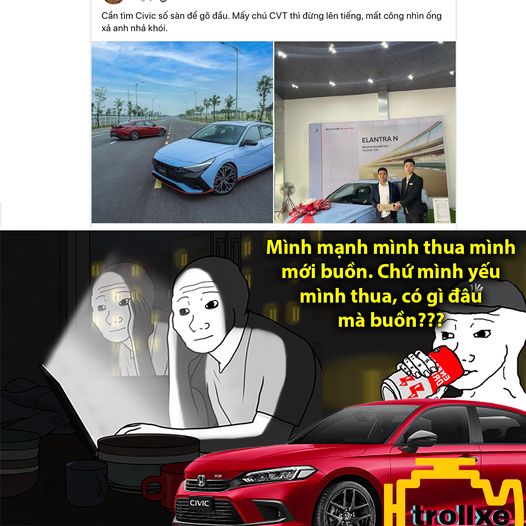 Cần tìm Civic số sàn để gõ đầu. Mấy chú CVT thì đừng lên tiếng, mất công nhìn ống
xả anh nhả khói.
ELANTRA N
Mình mạnh mình thua mình
mới buồn. Chứ mình yếu
mình thua, có gì đâu
mà buồn???
CIVIC
trollxe